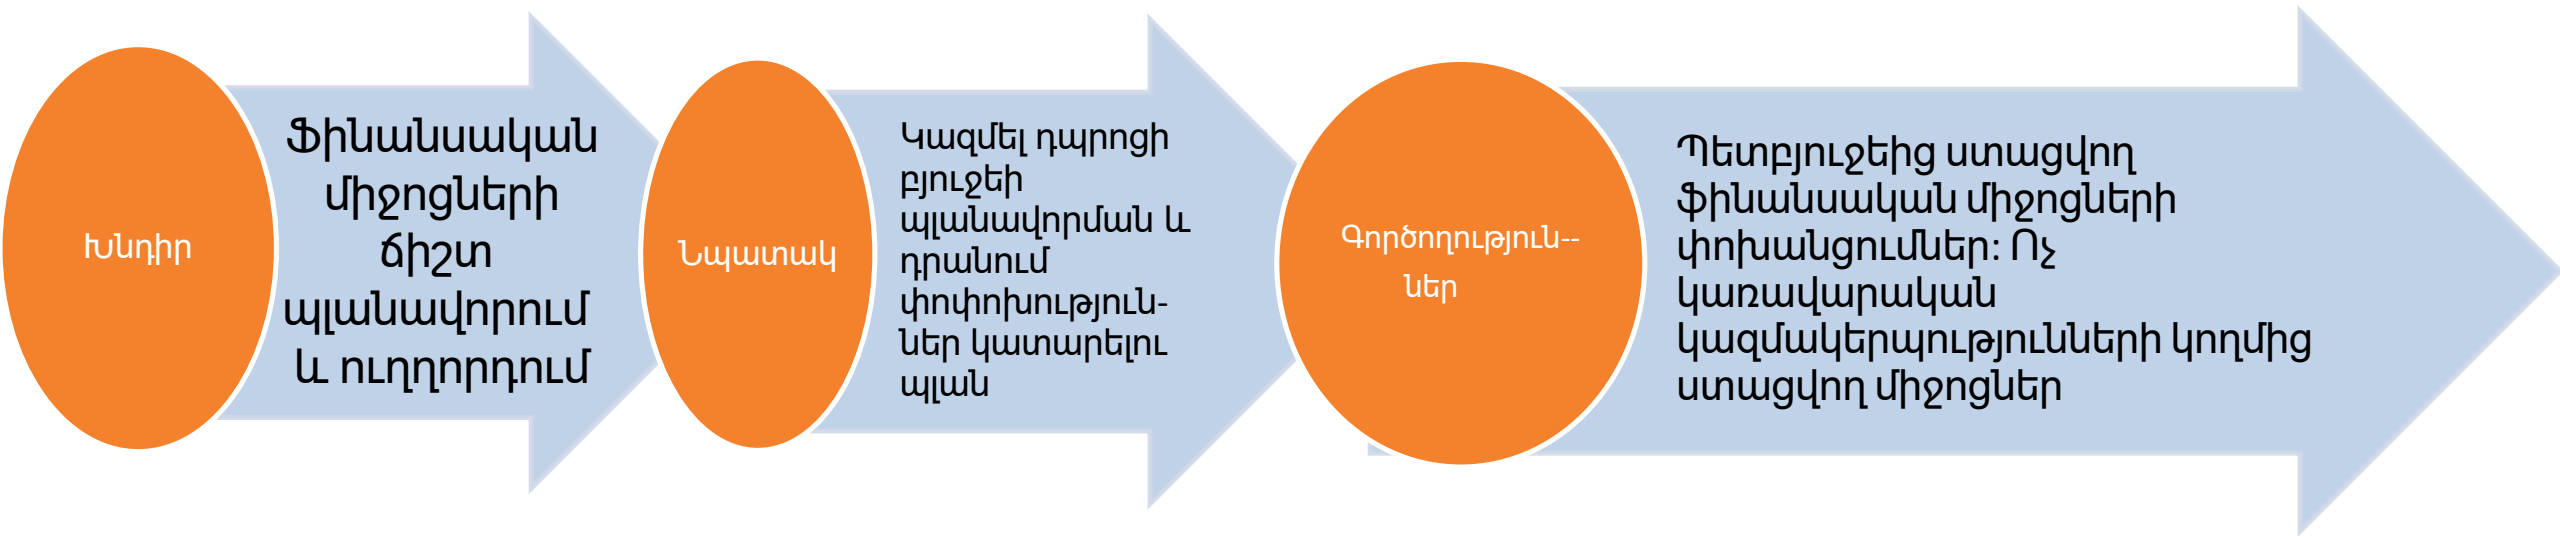 Խնդիր
Ֆինանսական
միջոցների
ճիշտ
պլանավորում
և ուղղորդում
Նպատակ
Կազմել դպրոցի
բյուջեի
պլանավորման և
դրանում
փոփոխություն-
ներ կատարելու
պլան
Գործողություն--
ներ
Պետբյուջեից ստացվող
ֆինանսական միջոցների
փոխանցումներ: Ոչ
կառավարական
կազմակերպությունների կողմից
ստացվող միջոցներ